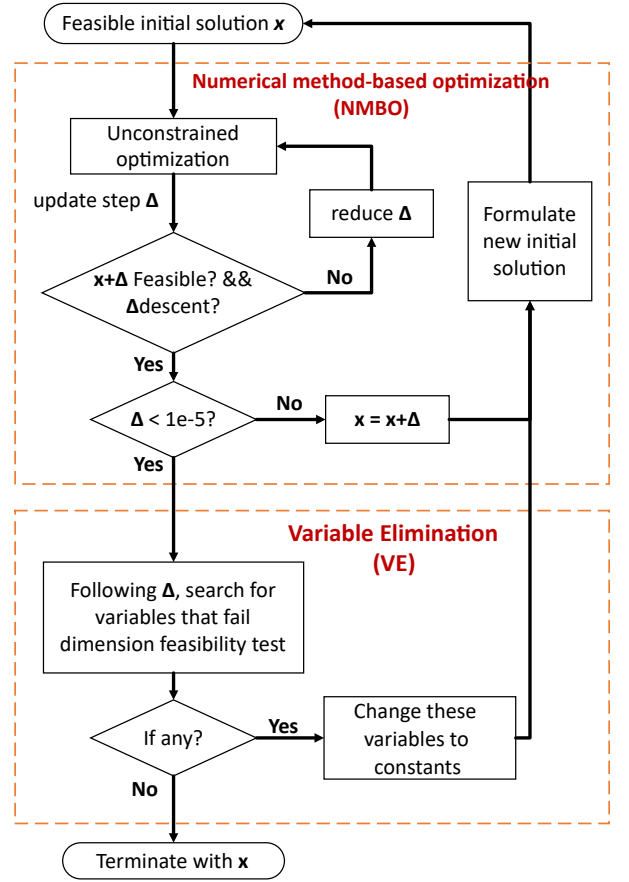 Feasible initial solution x
Numerical method-based optimization
(NMBO)
Unconstrained
optimization
update step Δ
reduce Δ
Formulate
new initial
solution
x+Δ Feasible? &&
Δdescent?
No
Yes
Δ < 1e-5?
No
x = x+Δ
Yes
Variable Elimination
(VE)
Following Δ, search for
variables that fail
dimension feasibility test
If any?
Yes
Change these
variables to
constants
No
Terminate with x